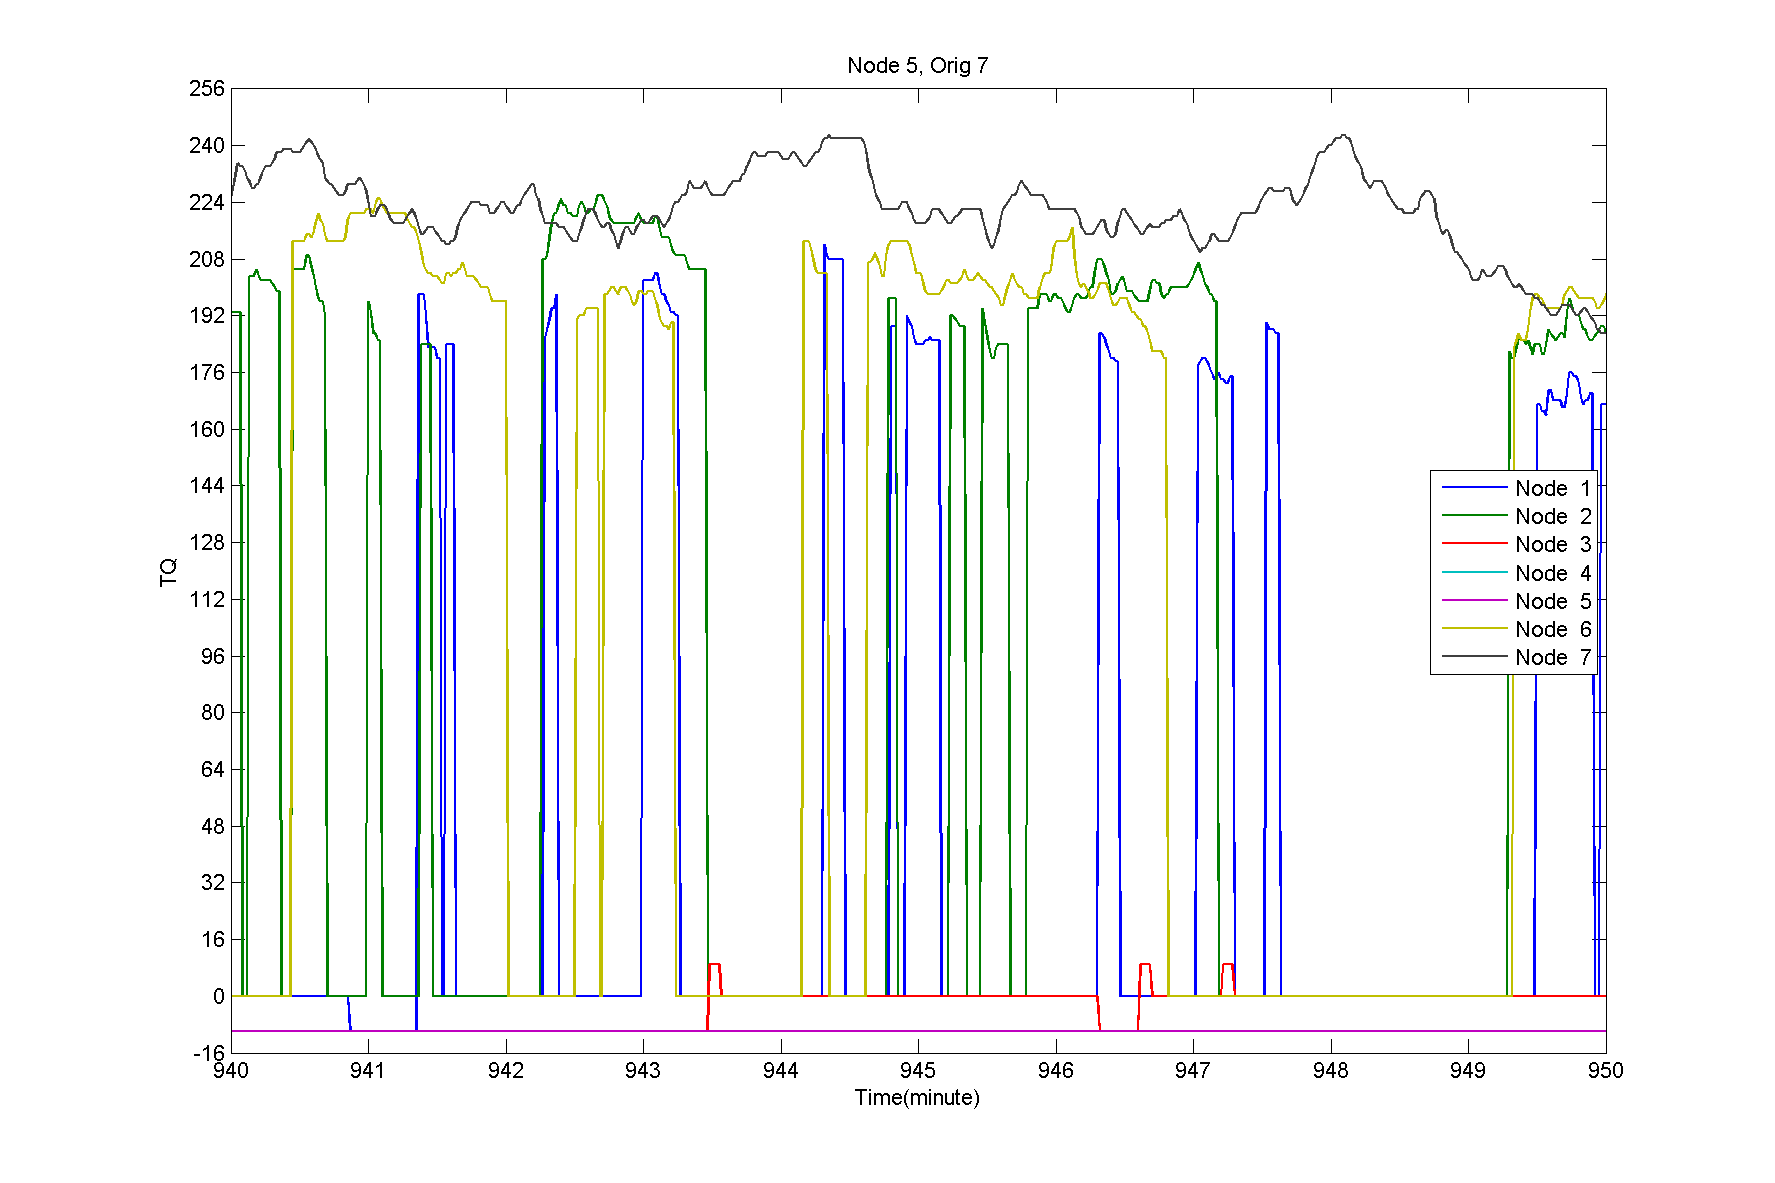 Node 5, Orig 7
256
240
224
208
192
176
160
144
128
112
96
80
64
48
32
16
0
-16
TQ
Node 1
Node 2
Node 3
Node 4
Node 5
Node 6
Node 7
940 941 942 943 944 945 946 947 948 949 950
Time(minute)